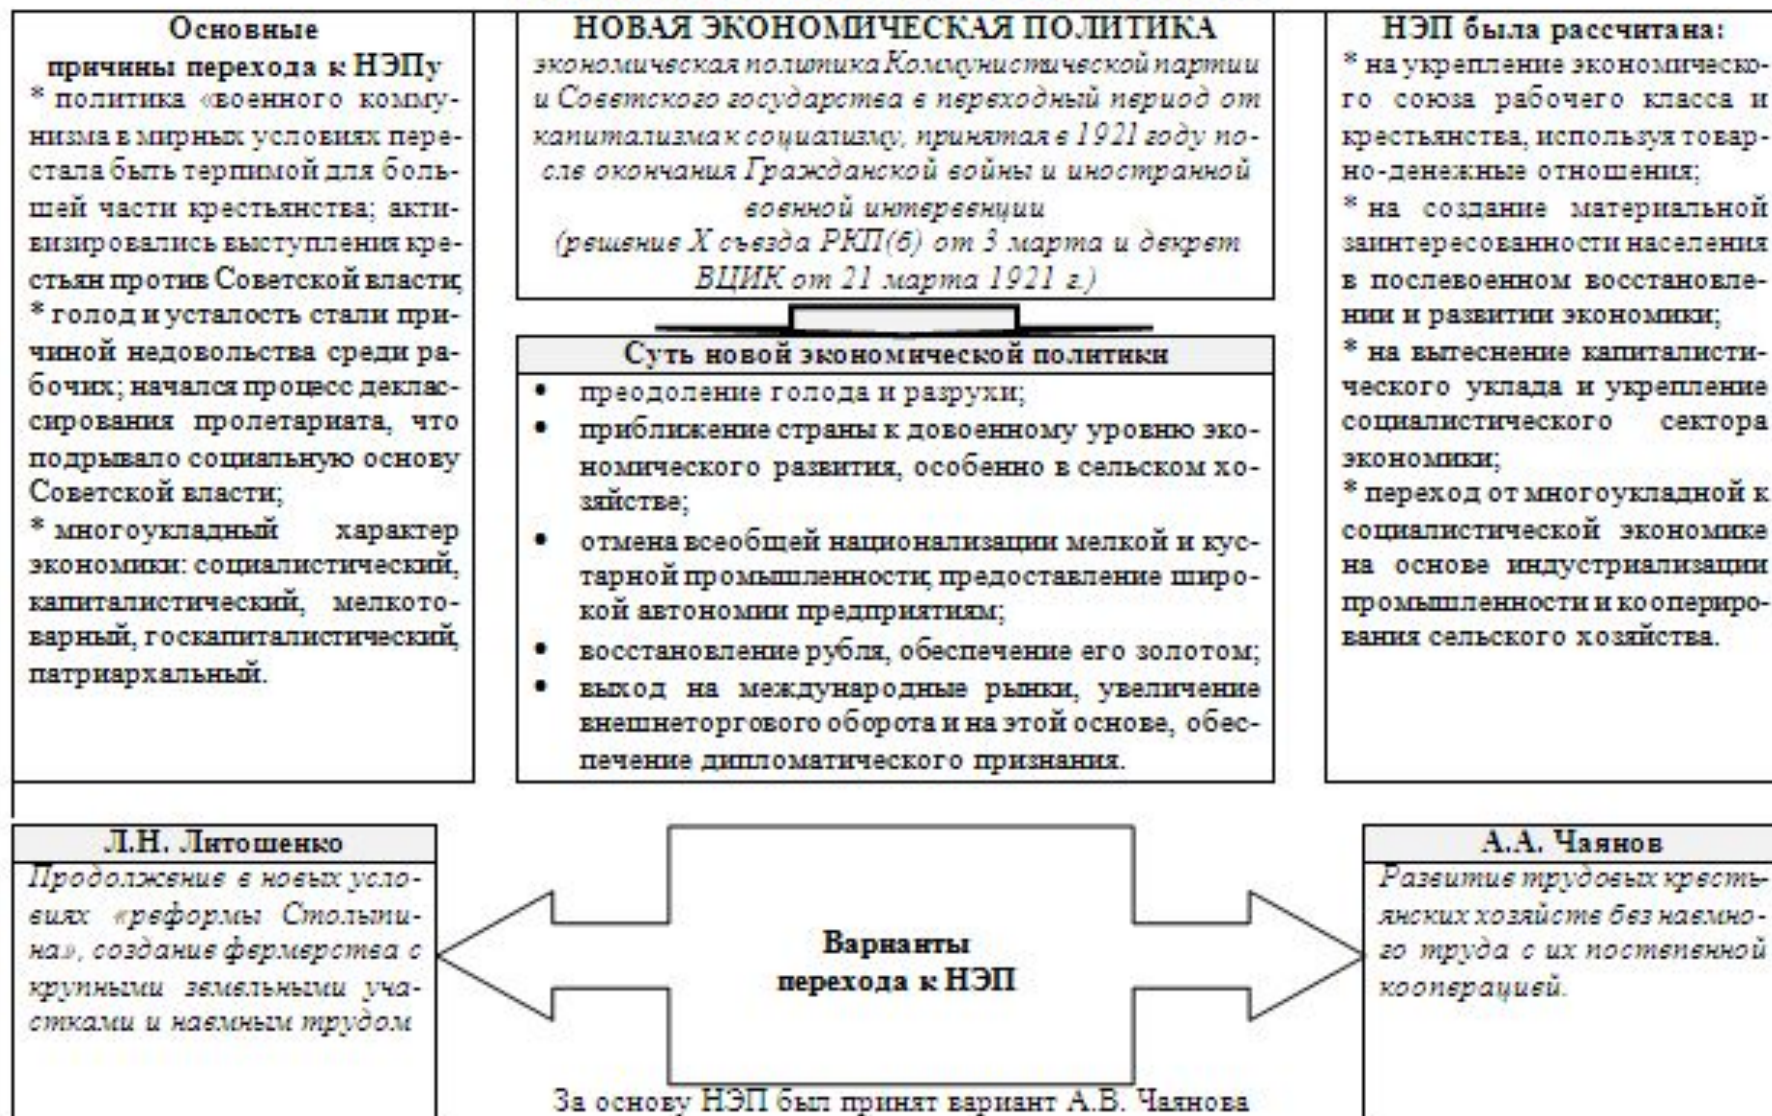 Основные
причины перехода к НЭПу
* политика «военного комму-
низма в мирных условиях пере-
стала быть терпимой для боль-
шей части крестьянства; акти-
визировались выступления кре-
стьян против Советской власти;
* голод и усталость стали при-
чиной недовольства среди ра-
бочих; начался процесс деклас-
сирования пролетариата, что
подрывало социальную основу
Советской власти;
* многоукладный характер
экономики: социалистический,
капиталистический, мелкото-
варный, госкапиталистический,
патриархальный.
НОВАЯ ЭКОНОМИЧЕСКАЯ ПОЛИТИКА
экономическая политика Коммунистической партии
и Советского государства в переходный период от
капитализма к социализму, принятая в 1921 году по-
сле окончания Гражданской войны и иностранной
военной интервенции
(решение X съезда РКП(б) от 3 марта и декрет
ВЦИК от 21 марта 1921 г.)
Суть новой экономической политики
• преодоление голода и разрухи;
• приближение страны к довоенному уровню эко-
номического развития, особенно в сельском хо-
зяйстве;
• отмена всеобщей национализации мелкой и кус-
тарной промышленности; предоставление широ-
кой автономии предприятиям;
• восстановление рубля, обеспечение его золотом;
• выход на международные рынки, увеличение
внешнеторгового оборота и на этой основе, обес-
печение дипломатического признания.
НЭП была рассчитана:
* на укрепление экономическо-
го союза рабочего класса и
крестьянства, используя товар-
но-денежные отношения;
* на создание материальной
заинтересованности населения
в послевоенном восстановле-
нии и развитии экономики;
* на вытеснение капиталисти-
ческого уклада и укрепление
социалистического сектора
экономики;
* переход от многоукладной к
социалистической экономике
на основе индустриализации
промышленности и коопериро-
вания сельского хозяйства.
Л.Н. Литошенко
Продолжение в новых усло-
виях «реформы Столыпи-
на», создание фермерства с
крупными земельными уча-
стками и наемным трудом
Варианты
перехода к НЭП
А.А. Чаянов
Развитие трудовых кресть-
янских хозяйств без наемно-
го труда с их постепенной
кооперацией.
За основу НЭП был принят вариант А.В. Чаянова